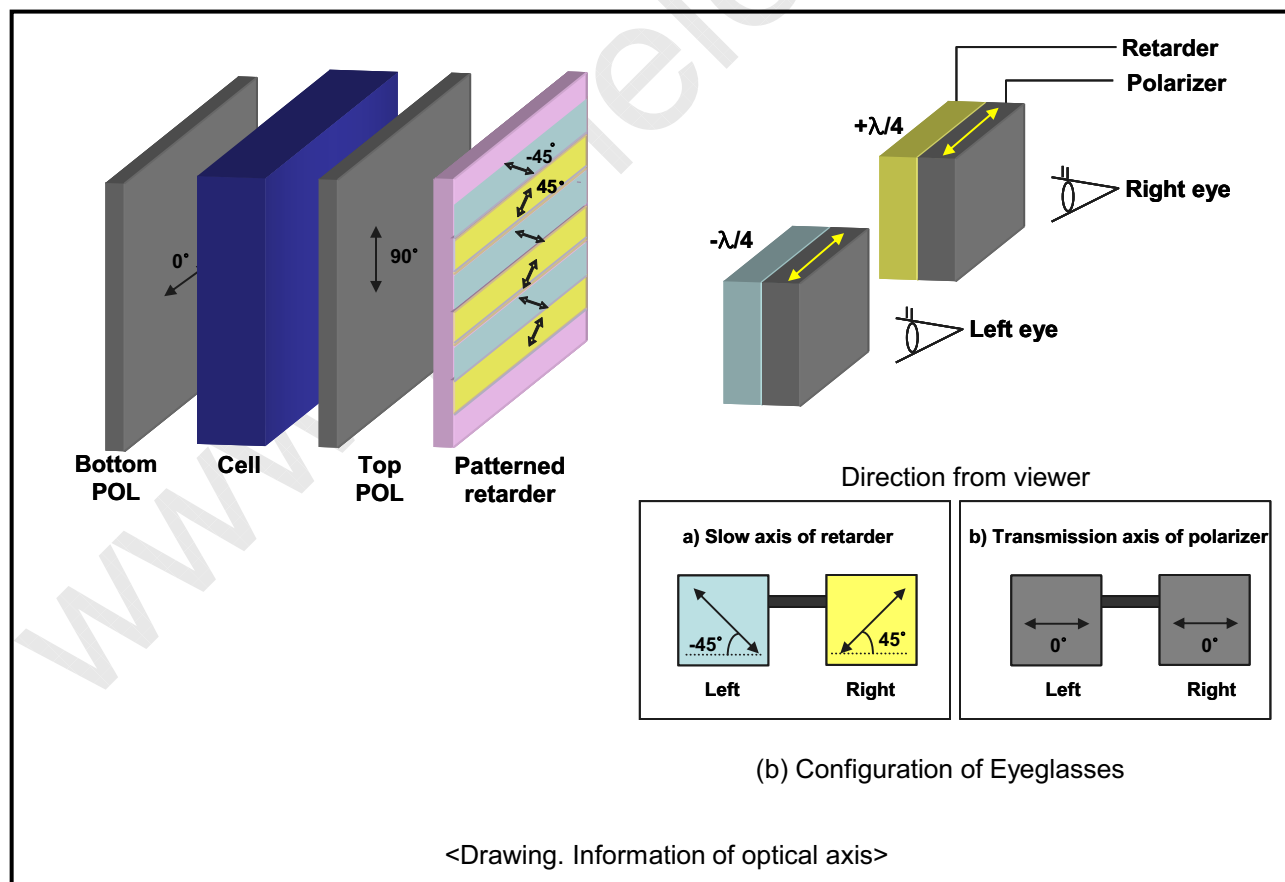 Retarder
Polarizer
+λ/4
-45°
45°
Right eye
-λ/4
0°
90°
Left eye
Bottom
POL
Cell
Top
POL
Patterned
retarder
Direction from viewer
a) Slow axis of retarder
-45°
45°
Left
Right
b) Transmission axis of polarizer
0°
0°
Left
Right
(b) Configuration of Eyeglasses
<Drawing. Information of optical axis>